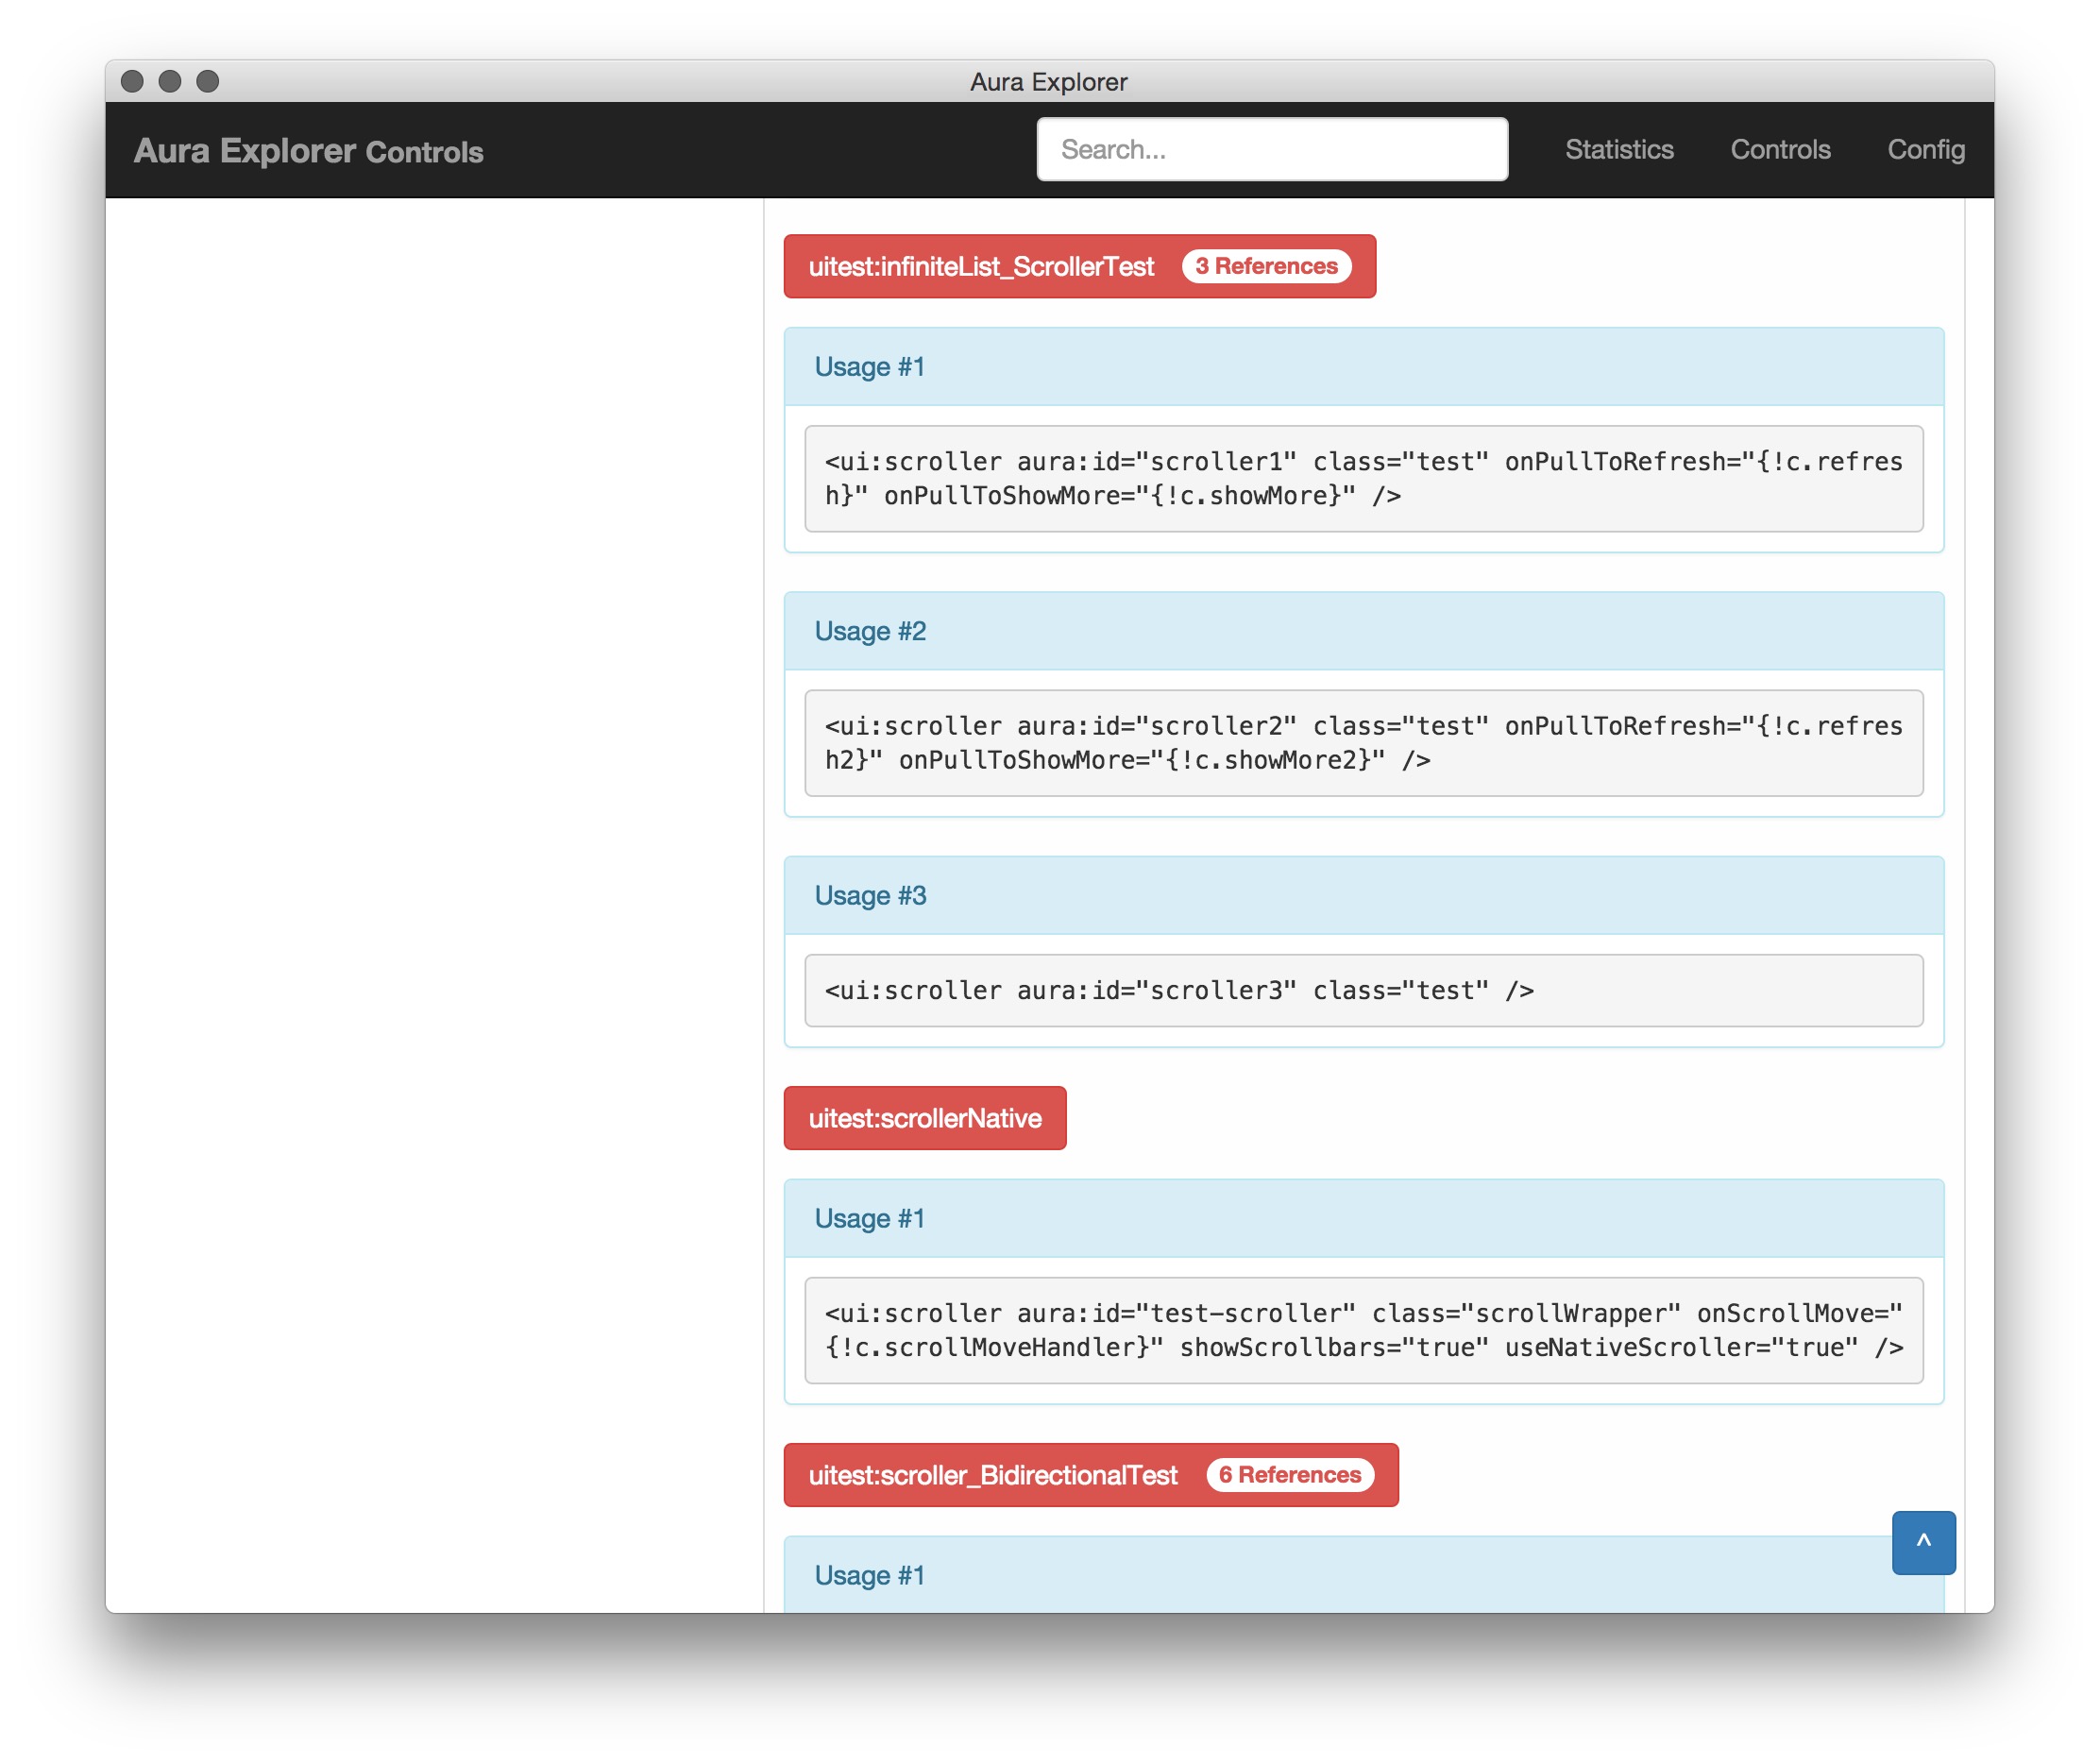 Aura Explorer
Aura Explorer Controls
Search...
Statistics
Controls
Config
uitest:infiniteList_ScrollerTest 3 References
Usage #1
<ui:scroller aura:id="scroller1" class="test" onPullToRefresh="{!c.refres
h}" onPullToShowMore="{!c.showMore}" />
Usage #2
<ui:scroller aura:id="scroller2" class="test" onPullToRefresh="{!c.refres
h2}" onPullToShowMore="{!c.showMore2}" />
Usage #3
<ui:scroller aura:id="scroller3" class="test" />
uitest:scrollerNative
Usage #1
<ui:scroller aura:id="test-scroller" class="scrollWrapper" onScrollMove="
{!c.scrollMoveHandler}" showScrollbars="true" useNativeScroller="true" />
uitest:scroller_BidirectionalTest 6 References
Usage #1
^